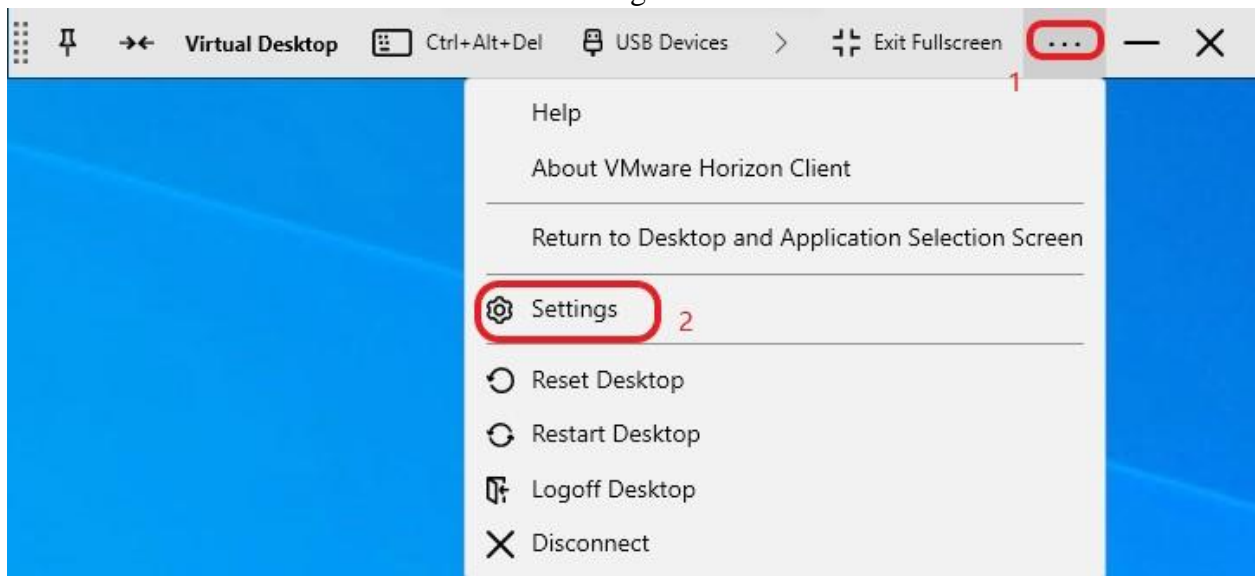 Virtual Desktop Ctrl+Alt+Del USB Devices > Exit Fullscreen ...
1
Help
About VMware Horizon Client
Return to Desktop and Application Selection Screen
Settings 2
Reset Desktop
Restart Desktop
Logoff Desktop
Disconnect